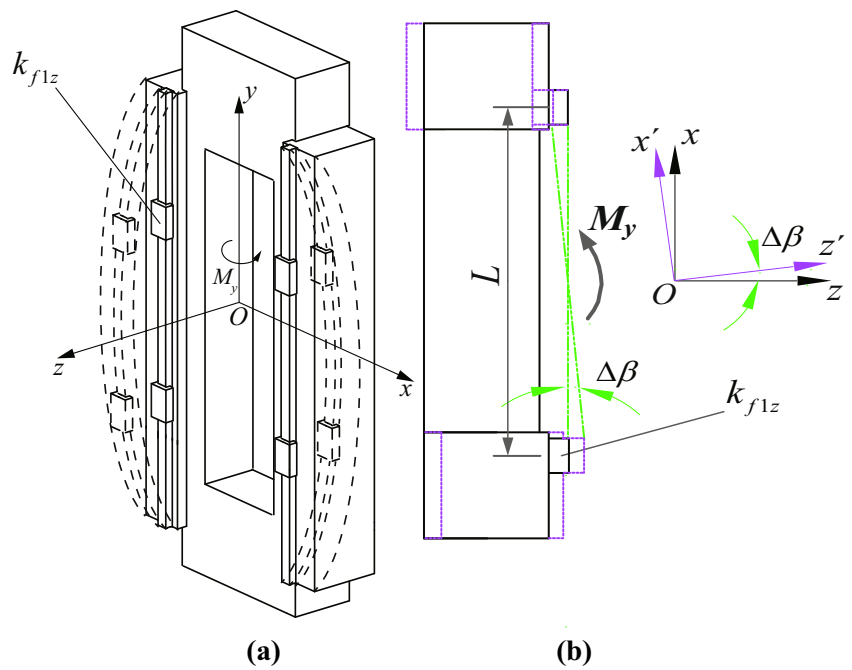 k_{f1z}
y
M_y
O
z
x
(a)
L
M_y
Δβ
k_{f1z}
x′
x
Δβ
z′
O
z
(b)